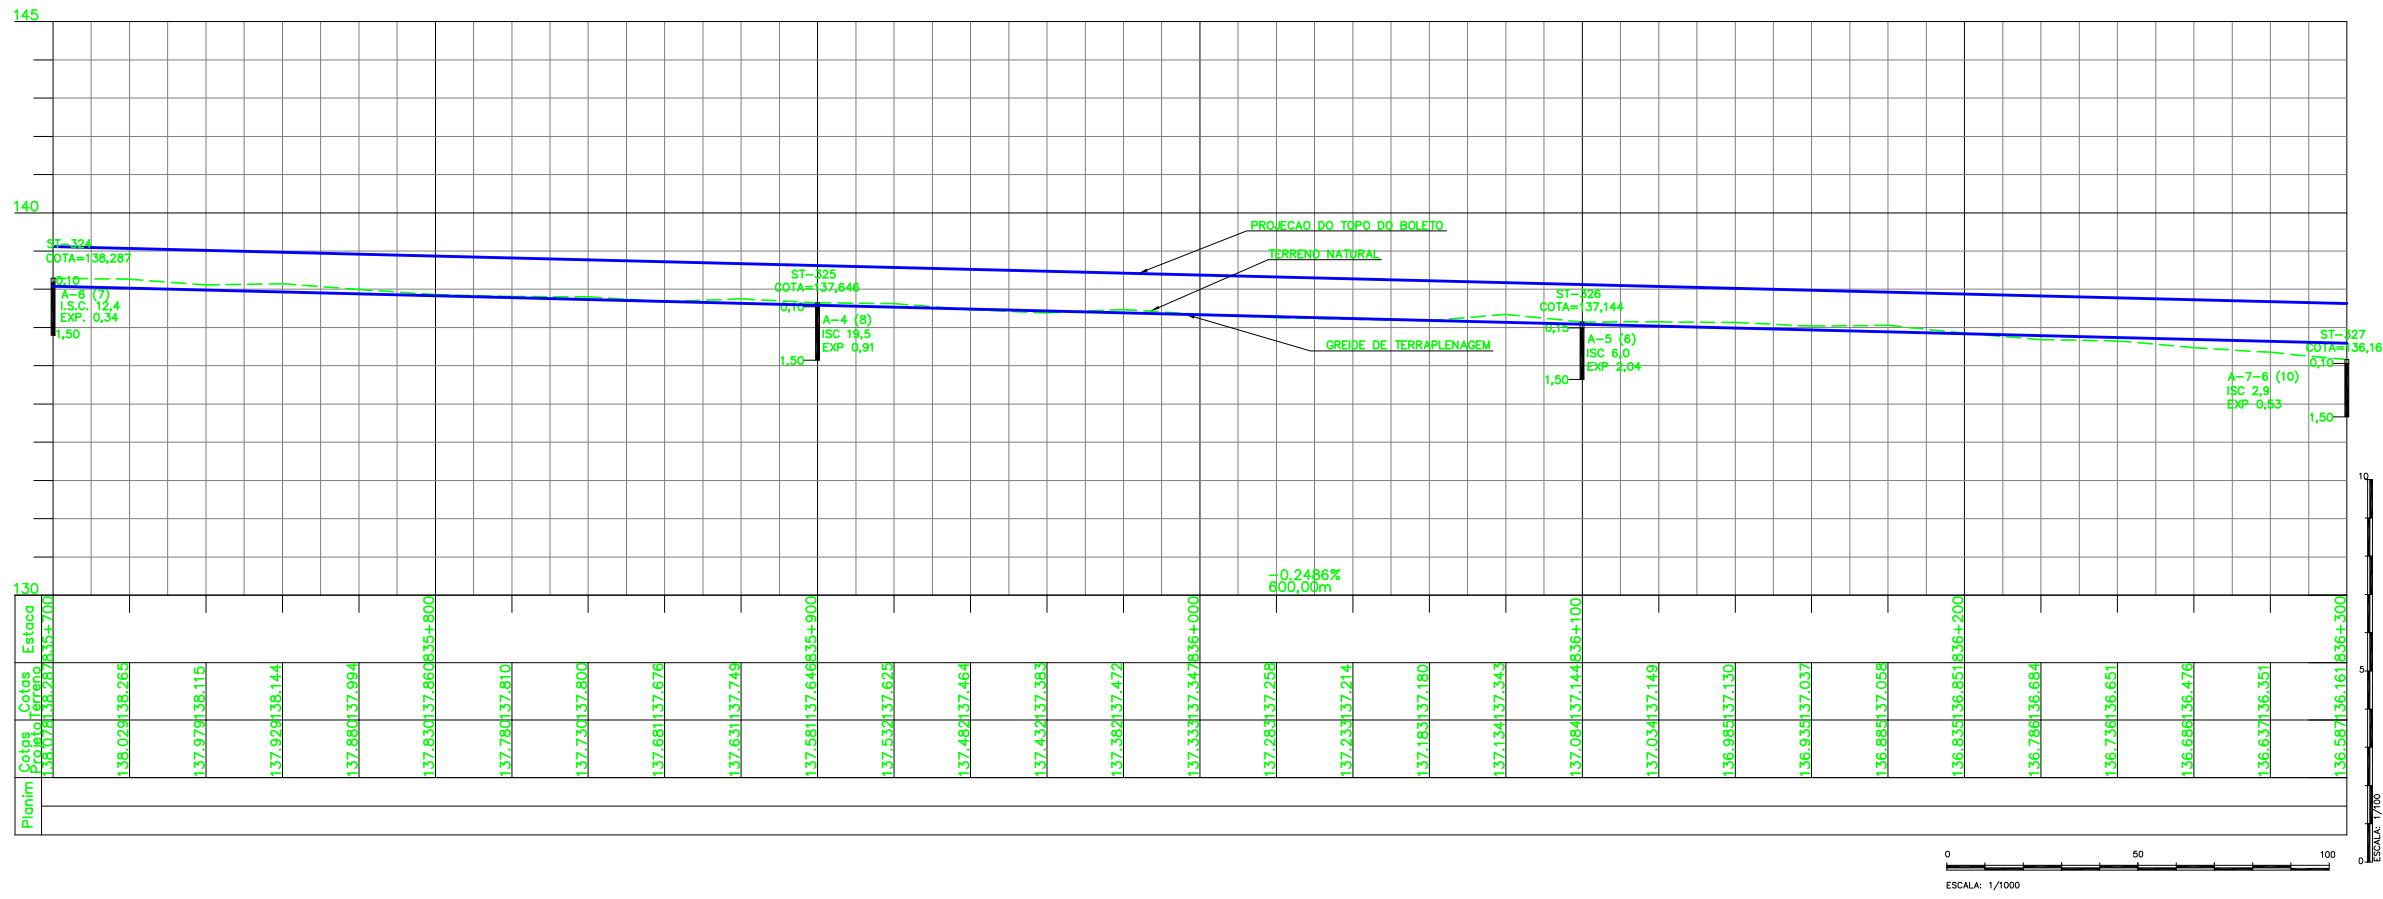 145
140
130
PROJECAO DO TOPO DO BOLETO
TERRENO NATURAL
GREIDE DE TERRAPLENAGEM
ST-324
COTA=138,287
0,10
A-6 (7)
I.S.C. 12,4
EXP. 0,34
1,50
ST-325
COTA=137,646
0,10
A-4 (8)
ISC 19,5
EXP 0,91
1.50
ST-326
COTA=137,144
0,15
A-5 (6)
ISC 6,0
EXP 2,04
1,50
ST-327
COTA=136,16
0,10
A-7-6 (10)
ISC 2,9
EXP 0,53
1,50
-0.2486%
600,00m
Estaca
835+700
835+800
835+900
836+000
836+100
836+200
836+300
Cotas
Terreno
138.287
138.265
138.115
138.144
137.994
137.860
137.810
137.800
137.676
137.749
137.646
137.625
137.464
137.383
137.472
137.347
137.258
137.214
137.180
137.343
137.144
137.149
137.130
137.037
137.058
136.851
136.684
136.651
136.476
136.351
136.161
Cotas
Projeto
138.078
138.029
137.979
137.929
137.880
137.830
137.780
137.730
137.681
137.631
137.581
137.532
137.482
137.432
137.382
137.333
137.283
137.233
137.183
137.134
137.084
137.034
136.985
136.935
136.885
136.835
136.786
136.736
136.686
136.637
136.587
Planim
10
5
0
ESCALA: 1/100
0
50
100
ESCALA: 1/1000